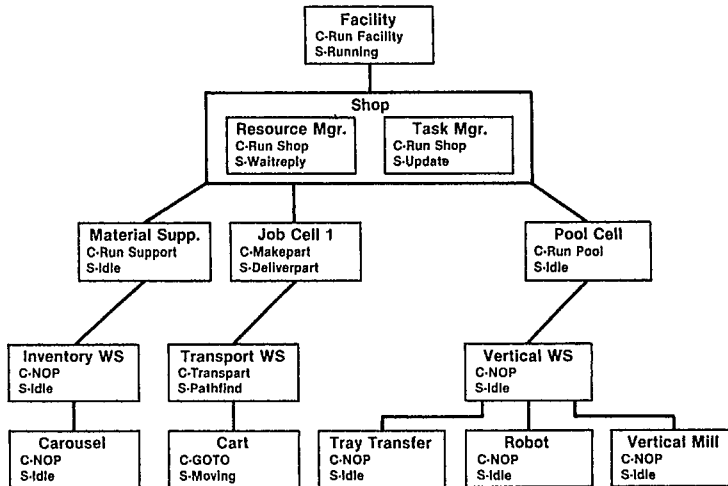 Facility
C-Run Facility
S-Running
Shop
Resource Mgr.
C-Run Shop
S-Waitreply
Task Mgr.
C-Run Shop
S-Update
Material Supp.
C-Run Support
S-Idle
Job Cell 1
C-Makepart
S-Deliverpart
Pool Cell
C-Run Pool
S-Idle
Inventory WS
C-NOP
S-Idle
Transport WS
C-Transpart
S-Pathfind
Vertical WS
C-NOP
S-Idle
Carousel
C-NOP
S-Idle
Cart
C-GOTO
S-Moving
Tray Transfer
C-NOP
S-Idle
Robot
C-NOP
S-Idle
Vertical Mill
C-NOP
S-Idle